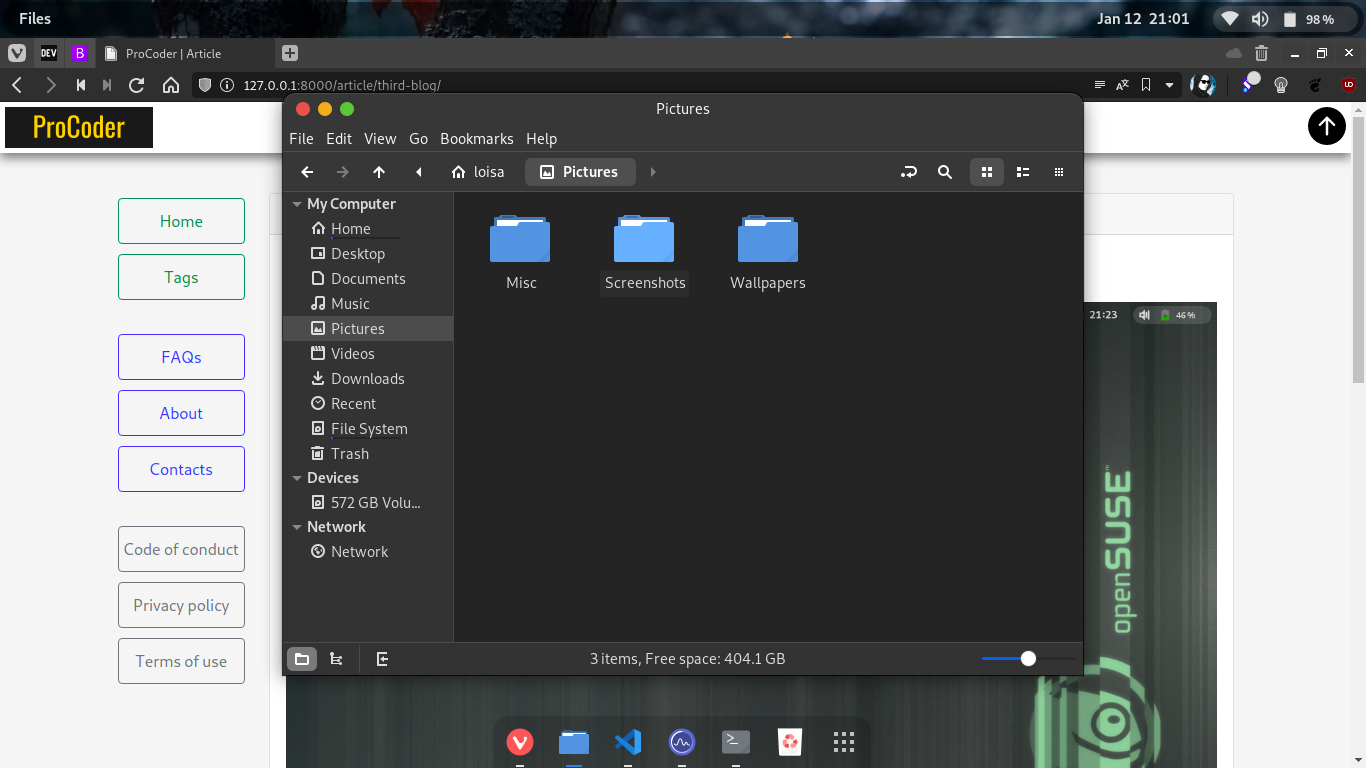 Files
Jan 12 21:01
98 %
DEV
B
ProCoder | Article
127.0.0.1:8000/article/third-blog/
ProCoder
Home
Tags
FAQs
About
Contacts
Code of conduct
Privacy policy
Terms of use
Pictures
File Edit View Go Bookmarks Help
loisa
Pictures
My Computer
Home
Desktop
Documents
Music
Pictures
Videos
Downloads
Recent
File System
Trash
Devices
572 GB Volu...
Network
Network
Misc
Screenshots
Wallpapers
3 items, Free space: 404.1 GB
21:23
46 %
openSUSE